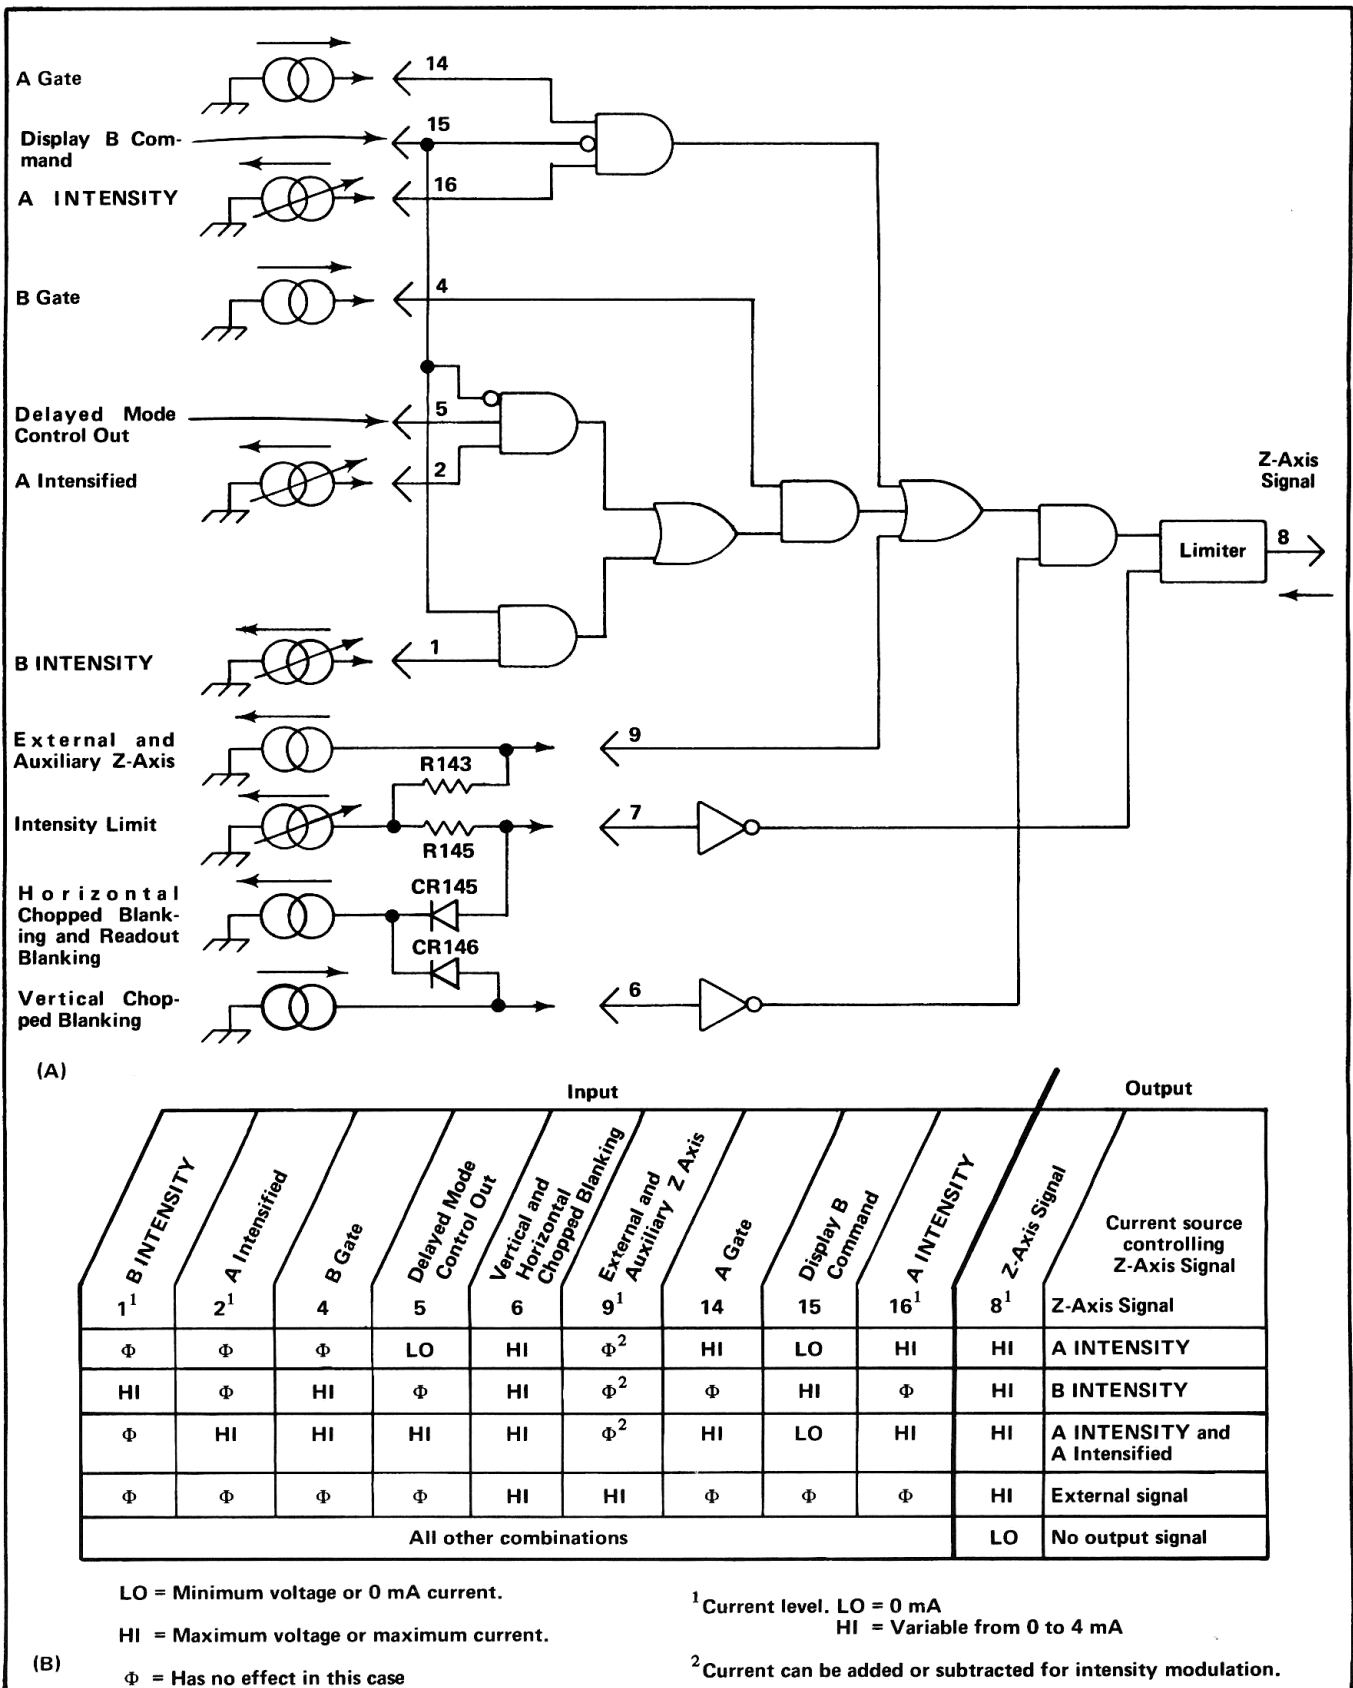 A Gate
14
Display B Com-
mand
15
A INTENSITY
16
B Gate
4
Delayed Mode
Control Out
5
A Intensified
2
Z-Axis
Signal
Limiter
8
B INTENSITY
1
External and
Auxiliary Z-Axis
9
R143
Intensity Limit
7
R145
Horizontal
Chopped Blank-
ing and Readout
Blanking
CR145
CR146
Vertical Chop-
ped Blanking
6
(A)
Input
Output
B INTENSITY
A Intensified
B Gate
Delayed Mode
Control Out
Vertical and
Horizontal
Chopped Blanking
External and
Auxiliary Z Axis
A Gate
Display B
Command
A INTENSITY
Z-Axis Signal
Current source
controlling
Z-Axis Signal
1¹ 2¹ 4 5 6 9¹ 14 15 16¹ 8¹ Z-Axis Signal
Φ Φ Φ LO HI Φ² HI LO HI HI A INTENSITY
HI Φ HI Φ HI Φ² Φ HI Φ HI B INTENSITY
Φ HI HI HI HI Φ² HI LO HI HI A INTENSITY and
A Intensified
Φ Φ Φ Φ HI HI Φ Φ Φ HI External signal
All other combinations LO No output signal
LO = Minimum voltage or 0 mA current.
HI = Maximum voltage or maximum current.
(B)
Φ = Has no effect in this case
¹Current level. LO = 0 mA
HI = Variable from 0 to 4 mA
²Current can be added or subtracted for intensity modulation.